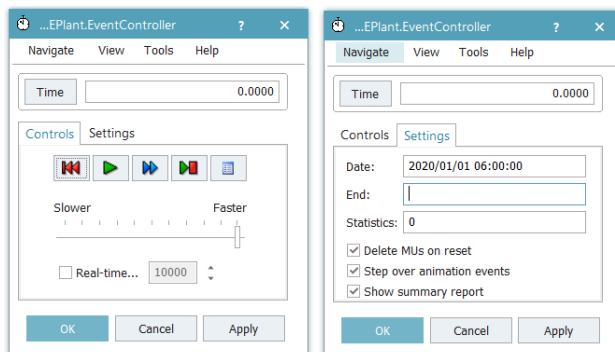 ...EPlant.EventController ? ×
Navigate View Tools Help
Time 0.0000
Controls Settings
Slower Faster
Real-time... 10000
OK Cancel Apply
...EPlant.EventController ? ×
Navigate View Tools Help
Time 0.0000
Controls Settings
Date: 2020/01/01 06:00:00
End:
Statistics: 0
Delete MUs on reset
Step over animation events
Show summary report
OK Cancel Apply